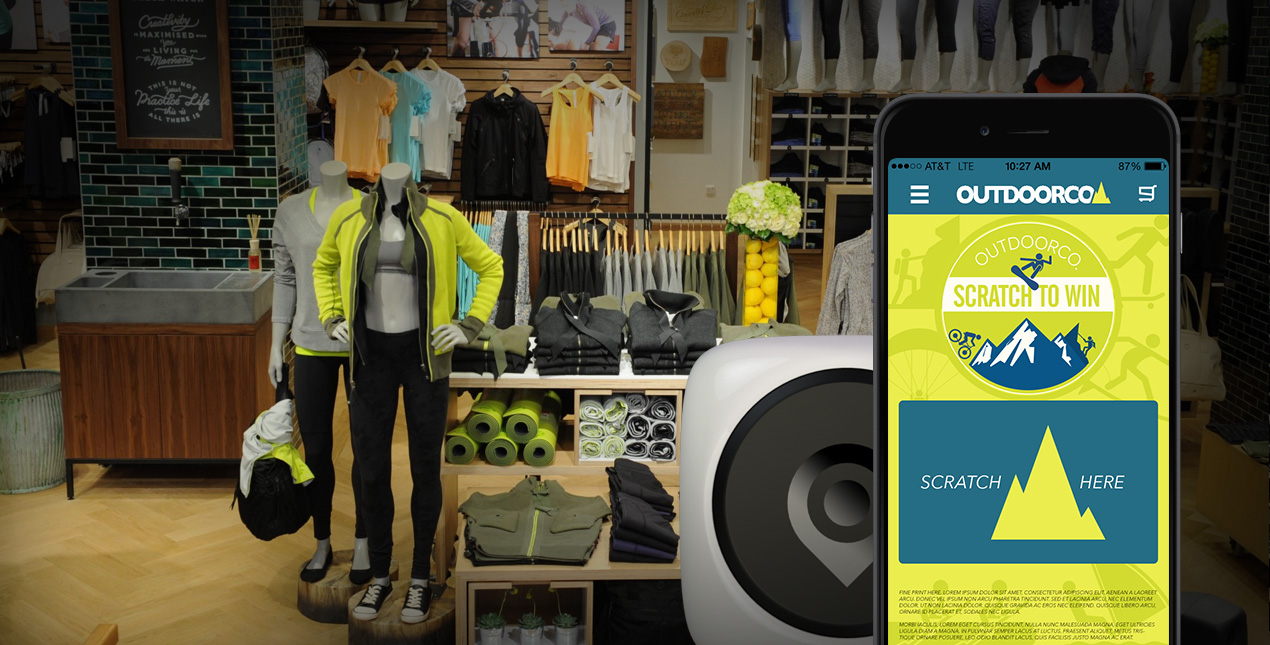 Creativity
MAXIMISED
LIVING
Moment
THIS IS NOT
your
Practice Life
this is
ALL THERE IS
AT&T LTE 10:27 AM 87%
OUTDOORCO
OUTDOORCO.
SCRATCH TO WIN
SCRATCH HERE
FINE PRINT HERE. LOREM IPSUM DOLOR SIT AMET, CONSECTETUR ADIPISCING ELIT. AENEAN A LAOREET
ARCU. DONEC VEL IPSUM NON ARCU PHARETRA TINCIDUNT. SED ET LACINIA ARCU, NEC ELEMENTUM
DOLOR. UT NON LACINIA DOLOR. QUISQUE GRAVIDA AC EROS NEC ELEIFEND. QUISQUE LIBERO ARCU,
ORNARE ID PLACERAT ET, SODALES NEC LIGULA.
MORBI IACULIS, LOREM EGET CURSUS TINCIDUNT, NULLA NUNC MALESUADA MAGNA, EGET ULTRICIES
LIGULA DIAM A MAGNA. IN PULVINAR SEMPER LACUS AT LUCTUS. PRAESENT ALIQUET, METUS TRIS-
TIQUE ORNARE POSUERE, LEO ODIO BLANDIT LACUS, QUIS FACILISIS JUSTO MAGNA AC ERAT.